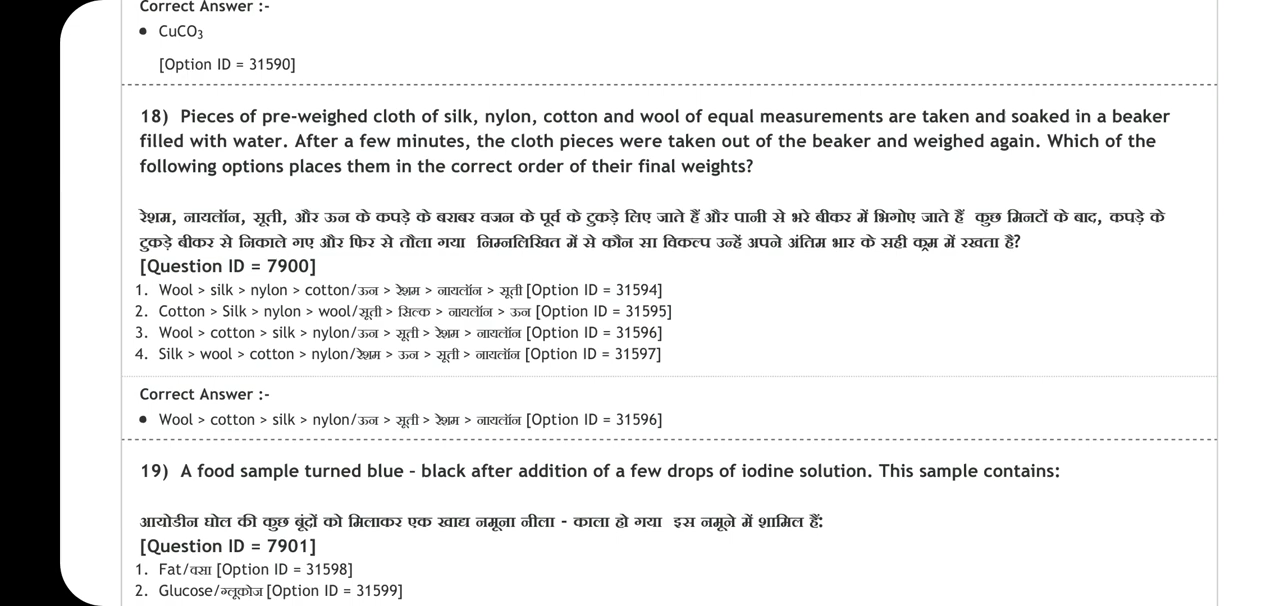 Correct Answer :-
• CuCO₃
[Option ID = 31590]
18) Pieces of pre-weighed cloth of silk, nylon, cotton and wool of equal measurements are taken and soaked in a beaker
filled with water. After a few minutes, the cloth pieces were taken out of the beaker and weighed again. Which of the
following options places them in the correct order of their final weights?
रेशम, नायलॉन, सूती, और ऊन के कपड़े के बराबर वजन के पूर्व के टुकड़े लिए जाते हैं और पानी से भरे बीकर में भिगोए जाते हैं कुछ मिनटों के बाद, कपड़े के
टुकड़े बीकर से निकाले गए और फिर से तौला गया निम्नलिखित में से कौन सा विकल्प उन्हें अपने अंतिम भार के सही क्रम में रखता है?
[Question ID = 7900]
1. Wool > silk > nylon > cotton/ऊन > रेशम > नायलॉन > सूती [Option ID = 31594]
2. Cotton > Silk > nylon > wool/सूती > सिल्क > नायलॉन > ऊन [Option ID = 31595]
3. Wool > cotton > silk > nylon/ऊन > सूती > रेशम > नायलॉन [Option ID = 31596]
4. Silk > wool > cotton > nylon/रेशम > ऊन > सूती > नायलॉन [Option ID = 31597]
Correct Answer :-
• Wool > cotton > silk > nylon/ऊन > सूती > रेशम > नायलॉन [Option ID = 31596]
19) A food sample turned blue - black after addition of a few drops of iodine solution. This sample contains:
आयोडीन घोल की कुछ बूंदों को मिलाकर एक खाद्य नमूना नीला - काला हो गया इस नमूने में शामिल हैं:
[Question ID = 7901]
1. Fat/वसा [Option ID = 31598]
2. Glucose/ग्लूकोज [Option ID = 31599]